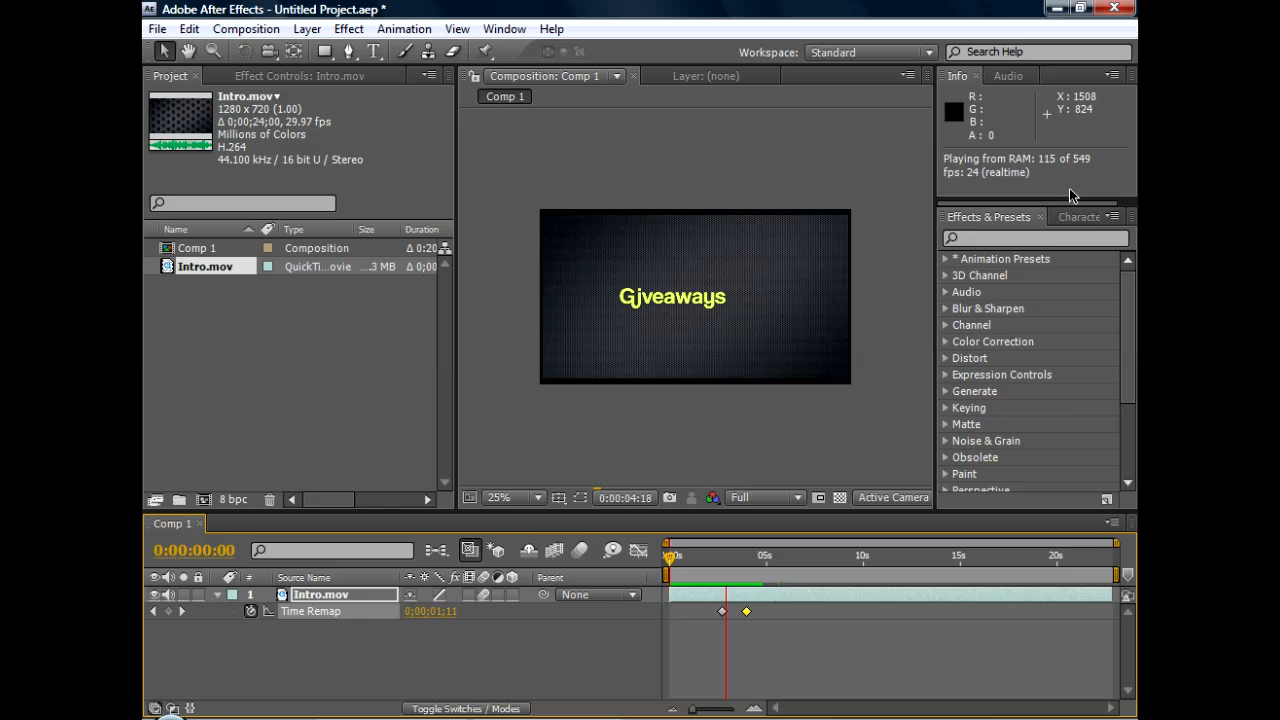 Adobe After Effects - Untitled Project.aep *
File Edit Composition Layer Effect Animation View Window Help
Workspace: Standard Search Help
Project Effect Controls: Intro.mov
Composition: Comp 1 Layer: (none)
Info Audio
Intro.mov
1280 x 720 (1.00)
Δ 0;00;24;00, 29.97 fps
Millions of Colors
H.264
44.100 kHz / 16 bit U / Stereo
Comp 1
R:
G:
B:
A: 0
X: 1508
Y: 824
Playing from RAM: 115 of 549
fps: 24 (realtime)
Name Type Size Duration
Comp 1 Composition Δ 0:20
Intro.mov QuickTi...ovie ...3 MB Δ 0;00
Giveaways
Effects & Presets Characte
* Animation Presets
3D Channel
Audio
Blur & Sharpen
Channel
Color Correction
Distort
Expression Controls
Generate
Keying
Matte
Noise & Grain
Obsolete
Paint
Perspective
8 bpc
25% 0:00:04:18 Full Active Camera
Comp 1
0:00:00:00
05s 10s 15s 20s
# Source Name Parent
1 Intro.mov None
Time Remap 0;00;01;11
Toggle Switches / Modes